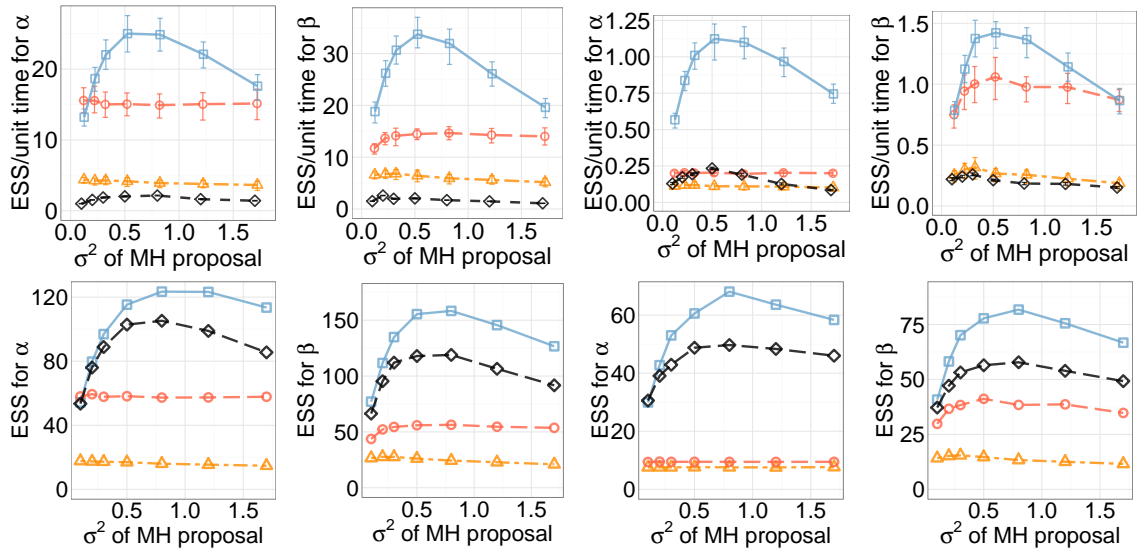 ESS/unit time for α
25
15
5
0
0.0 0.5 1.0 1.5
σ² of MH proposal
ESS/unit time for β
30
20
10
0
0.0 0.5 1.0 1.5
σ² of MH proposal
ESS/unit time for α
1.25
1.00
0.75
0.50
0.20
0.00
0.0 0.5 1.0 1.5
σ² of MH proposal
ESS/unit time for β
1.5
1.0
0.5
0.0
0.0 0.5 1.0 1.5
σ² of MH proposal
ESS for α
120
80
60
40
0
0.5 1.0 1.5
σ² of MH proposal
ESS for β
150
100
50
0
0.5 1.0 1.5
σ² of MH proposal
ESS for α
60
40
20
0
0.5 1.0 1.5
σ² of MH proposal
ESS for β
75
50
25
0
0.5 1.0 1.5
σ² of MH proposal